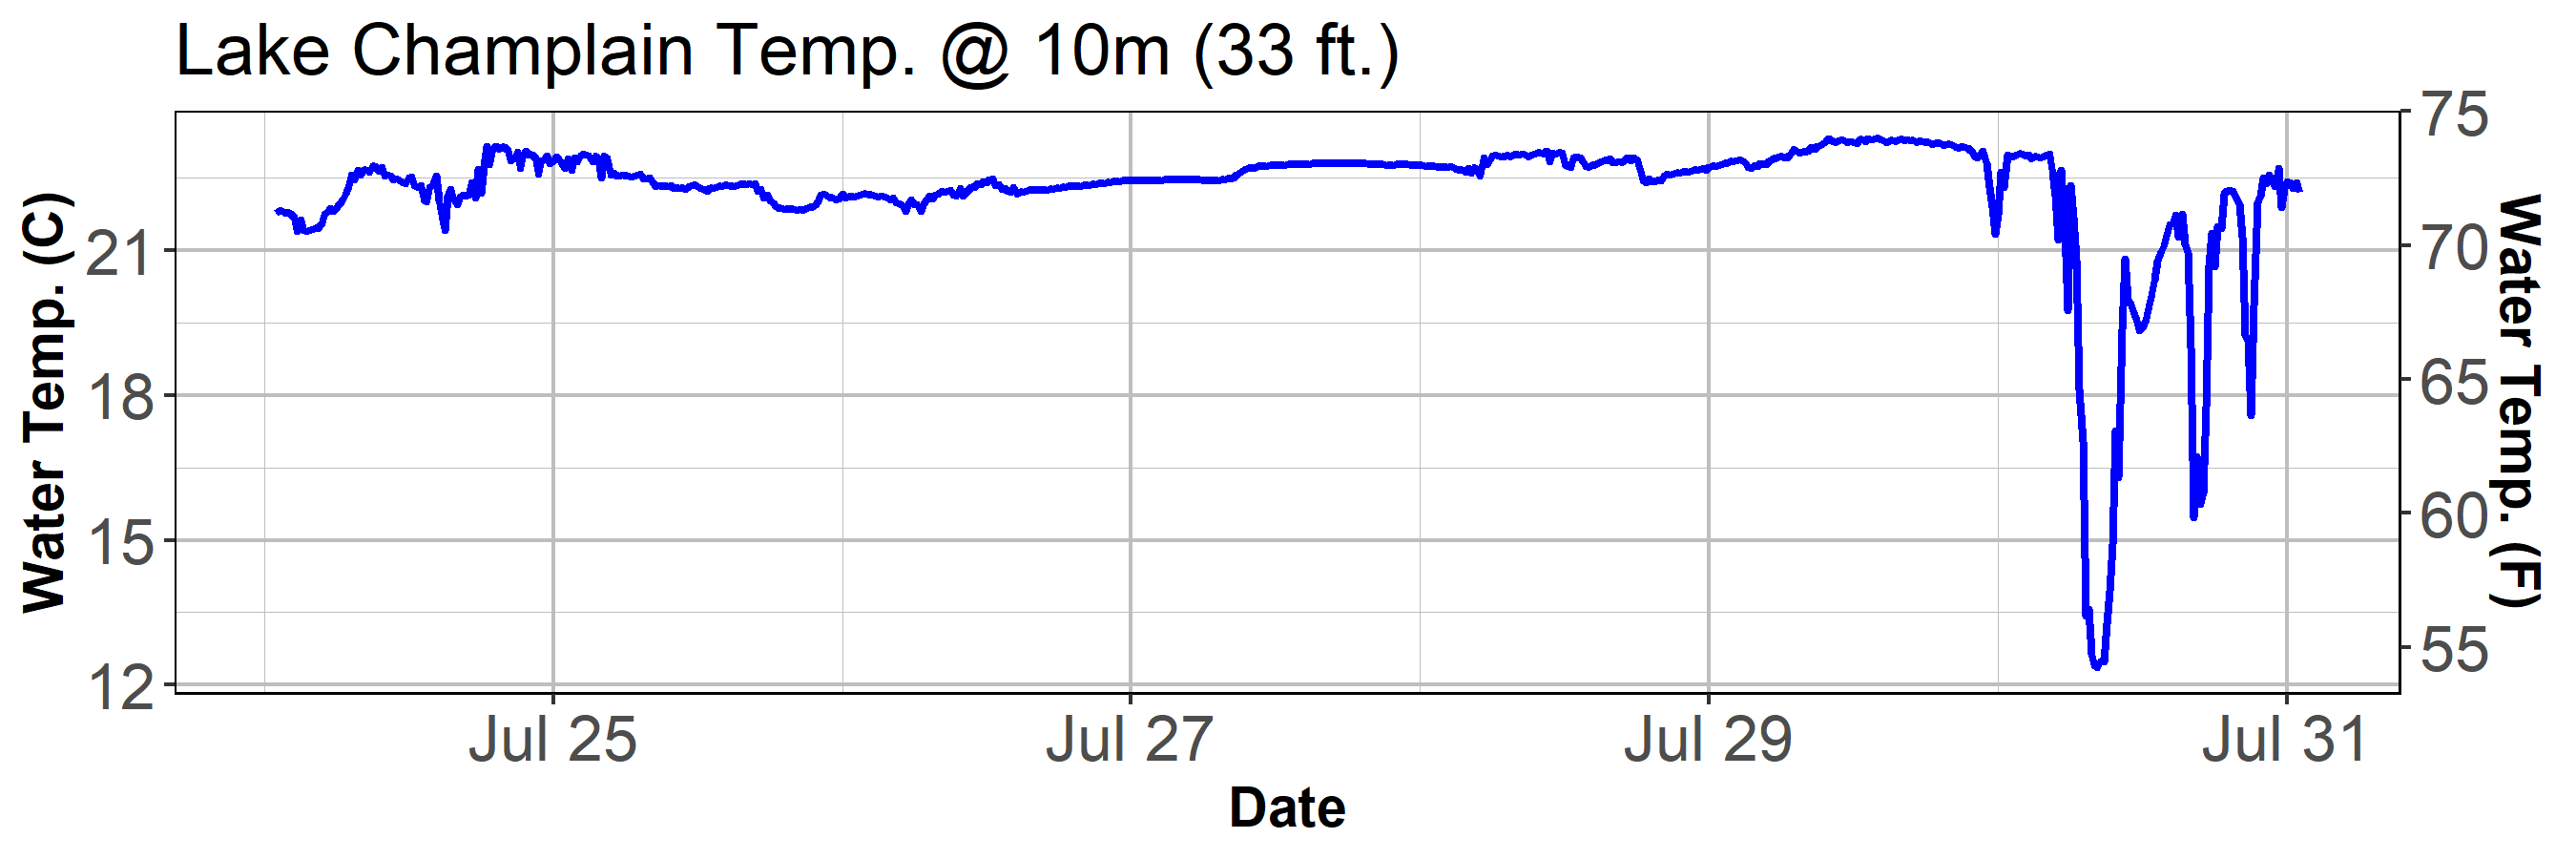 Lake Champlain Temp. @ 10m (33 ft.)
Water Temp. (C)
21
18
15
12
75
70
65
60
55
Water Temp. (F)
Jul 25
Jul 27
Jul 29
Jul 31
Date